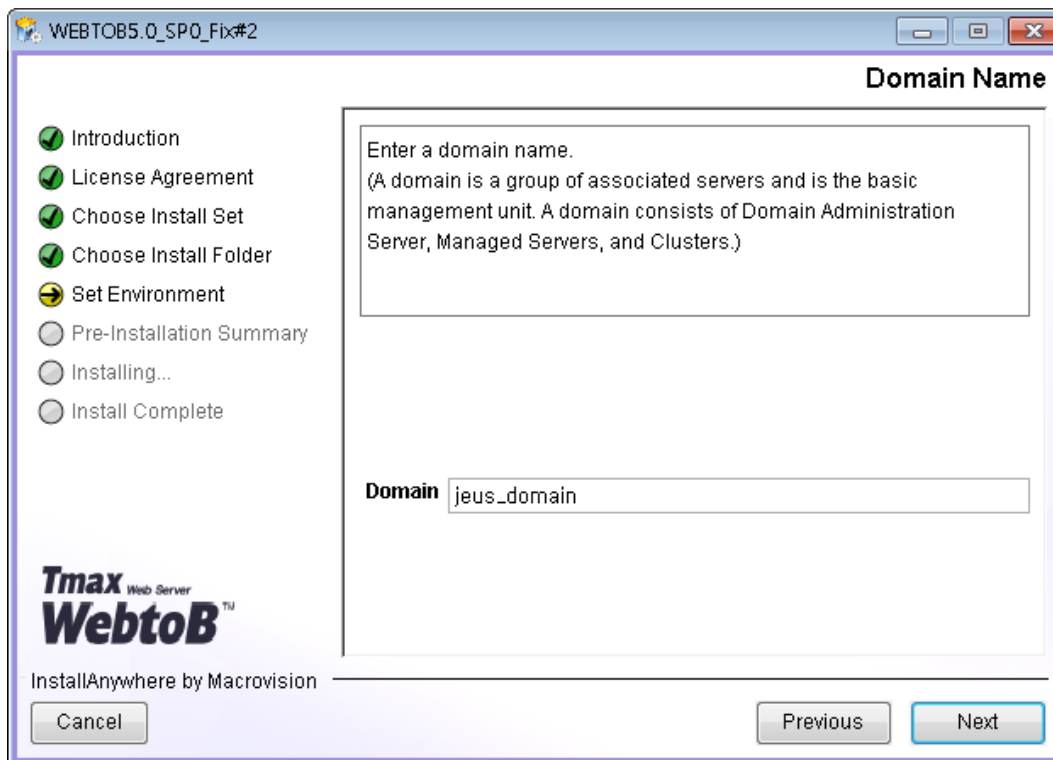 WEBTOB5.0_SP0_Fix#2
Domain Name
Introduction
License Agreement
Choose Install Set
Choose Install Folder
Set Environment
Pre-Installation Summary
Installing...
Install Complete
Enter a domain name.
(A domain is a group of associated servers and is the basic
management unit. A domain consists of Domain Administration
Server, Managed Servers, and Clusters.)
Domain jeus_domain
Tmax Web Server
WebtoB™
InstallAnywhere by Macrovision
Cancel Previous Next